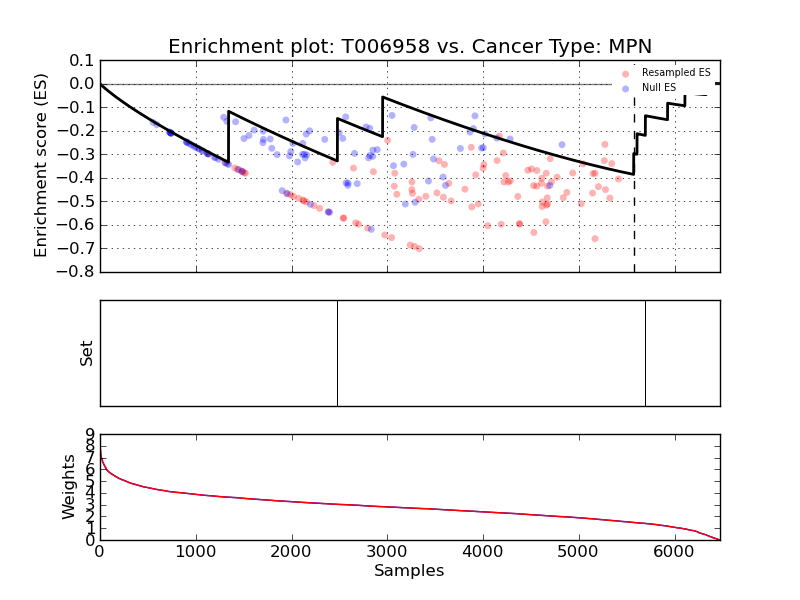 Enrichment plot: T006958 vs. Cancer Type: MPN
Enrichment score (ES)
0.1
0.0
−0.1
−0.2
−0.3
−0.4
−0.5
−0.6
−0.7
−0.8
Resampled ES
Null ES
Set
Weights
9
8
7
6
5
4
3
2
1
0
0 1000 2000 3000 4000 5000 6000
Samples